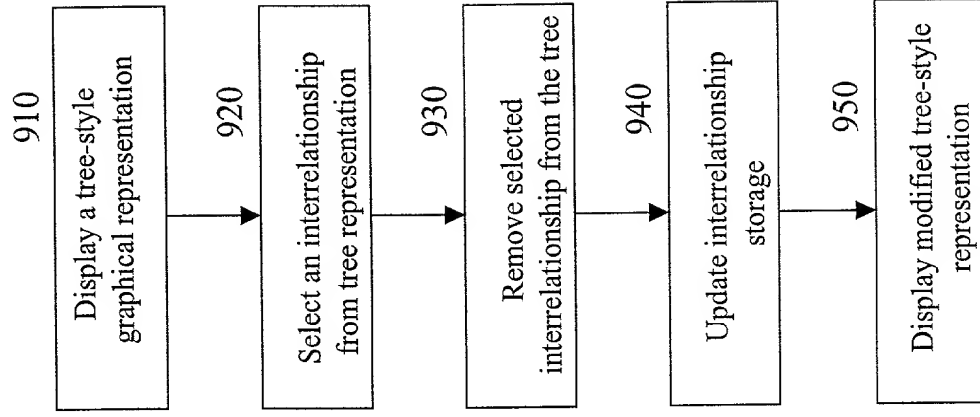 910
Display a tree-style
graphical representation
920
Select an interrelationship
from tree representation
930
Remove selected
interrelationship from the tree
940
Update interrelationship
storage
950
Display modified tree-style
representation